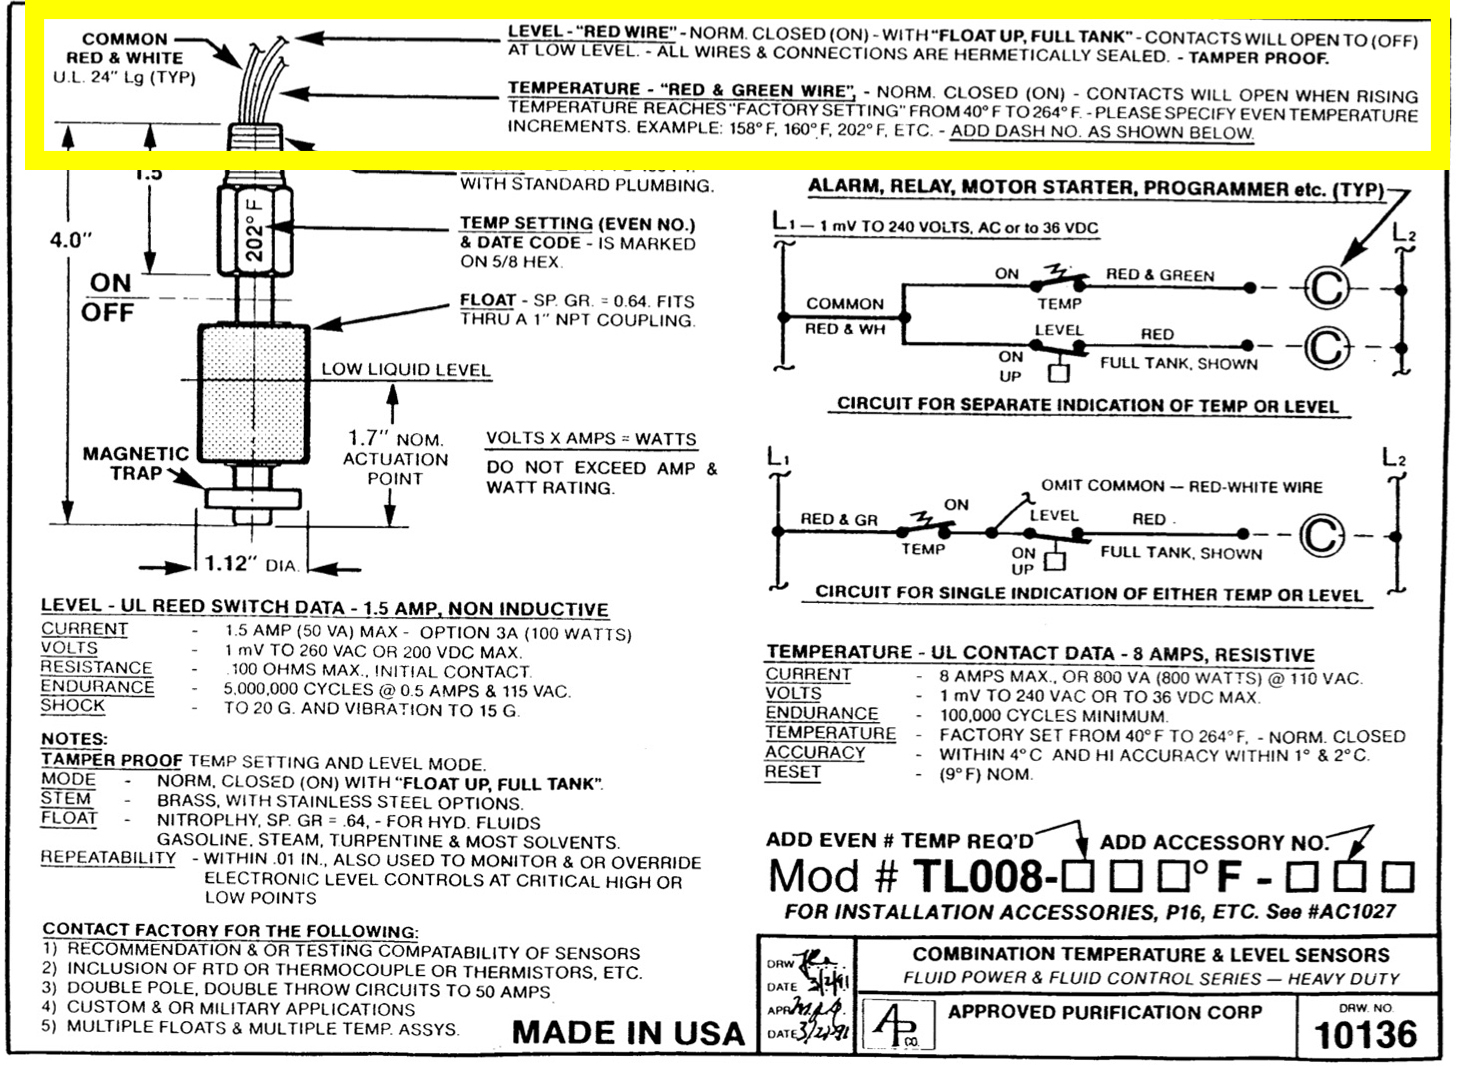 COMMON
RED & WHITE
U.L. 24" Lg (TYP)
LEVEL - "RED WIRE" - NORM. CLOSED (ON) - WITH "FLOAT UP, FULL TANK" - CONTACTS WILL OPEN TO (OFF)
AT LOW LEVEL. - ALL WIRES & CONNECTIONS ARE HERMETICALLY SEALED. - TAMPER PROOF.
TEMPERATURE - "RED & GREEN WIRE", - NORM. CLOSED (ON) - CONTACTS WILL OPEN WHEN RISING
TEMPERATURE REACHES "FACTORY SETTING" FROM 40°F TO 264°F. - PLEASE SPECIFY EVEN TEMPERATURE
INCREMENTS. EXAMPLE: 158°F, 160°F, 202°F, ETC. - ADD DASH NO. AS SHOWN BELOW.
1.5
4.0"
202°F
ON
OFF
WITH STANDARD PLUMBING.
TEMP SETTING (EVEN NO.)
& DATE CODE - IS MARKED
ON 5/8 HEX.
FLOAT - SP. GR. = 0.64. FITS
THRU A 1" NPT COUPLING.
LOW LIQUID LEVEL
1.7" NOM.
ACTUATION
POINT
MAGNETIC
TRAP
1.12" DIA.
VOLTS X AMPS = WATTS
DO NOT EXCEED AMP &
WATT RATING.
ALARM, RELAY, MOTOR STARTER, PROGRAMMER etc. (TYP)
L1 — 1 mV TO 240 VOLTS, AC or to 36 VDC
L2
ON
RED & GREEN
C
TEMP
COMMON
RED & WH
LEVEL
RED
C
ON
UP
FULL TANK, SHOWN
CIRCUIT FOR SEPARATE INDICATION OF TEMP OR LEVEL
L1
L2
OMIT COMMON — RED-WHITE WIRE
RED & GR
ON
LEVEL
RED
C
TEMP
ON
UP
FULL TANK, SHOWN
CIRCUIT FOR SINGLE INDICATION OF EITHER TEMP OR LEVEL
LEVEL - UL REED SWITCH DATA - 1.5 AMP, NON INDUCTIVE
CURRENT - 1.5 AMP (50 VA) MAX - OPTION 3A (100 WATTS)
VOLTS - 1 mV TO 260 VAC OR 200 VDC MAX.
RESISTANCE - .100 OHMS MAX., INITIAL CONTACT.
ENDURANCE - 5,000,000 CYCLES @ 0.5 AMPS & 115 VAC.
SHOCK - TO 20 G. AND VIBRATION TO 15 G.
NOTES:
TAMPER PROOF TEMP SETTING AND LEVEL MODE.
MODE - NORM, CLOSED (ON) WITH "FLOAT UP, FULL TANK".
STEM - BRASS, WITH STAINLESS STEEL OPTIONS.
FLOAT - NITROPLHY, SP. GR = .64, - FOR HYD. FLUIDS
GASOLINE, STEAM, TURPENTINE & MOST SOLVENTS.
REPEATABILITY - WITHIN .01 IN., ALSO USED TO MONITOR & OR OVERRIDE
ELECTRONIC LEVEL CONTROLS AT CRITICAL HIGH OR
LOW POINTS
CONTACT FACTORY FOR THE FOLLOWING:
1) RECOMMENDATION & OR TESTING COMPATABILITY OF SENSORS
2) INCLUSION OF RTD OR THERMOCOUPLE OR THERMISTORS, ETC.
3) DOUBLE POLE, DOUBLE THROW CIRCUITS TO 50 AMPS
4) CUSTOM & OR MILITARY APPLICATIONS
5) MULTIPLE FLOATS & MULTIPLE TEMP. ASSYS.
MADE IN USA
TEMPERATURE - UL CONTACT DATA - 8 AMPS, RESISTIVE
CURRENT - 8 AMPS MAX., OR 800 VA (800 WATTS) @ 110 VAC.
VOLTS - 1 mV TO 240 VAC OR TO 36 VDC MAX.
ENDURANCE - 100,000 CYCLES MINIMUM.
TEMPERATURE - FACTORY SET FROM 40°F TO 264°F, - NORM. CLOSED
ACCURACY - WITHIN 4°C AND HI ACCURACY WITHIN 1° & 2°C.
RESET - (9°F) NOM.
ADD EVEN # TEMP REQ'D
ADD ACCESSORY NO.
Mod # TL008-□□□°F - □□□
FOR INSTALLATION ACCESSORIES, P16, ETC. See #AC1027
DRW
DATE
APR
DATE
COMBINATION TEMPERATURE & LEVEL SENSORS
FLUID POWER & FLUID CONTROL SERIES — HEAVY DUTY
AP CO.
APPROVED PURIFICATION CORP
DRW. NO.
10136